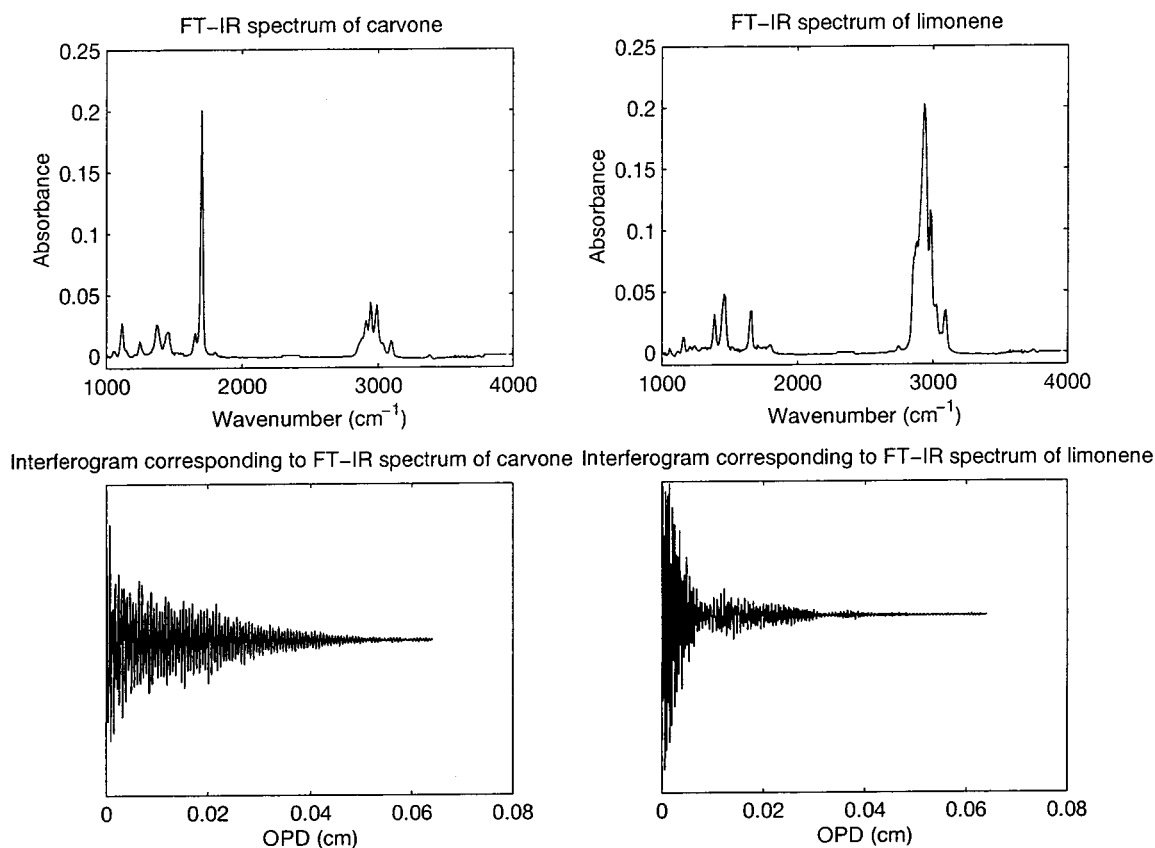 FT−IR spectrum of carvone
0.25
0.2
0.15
0.1
0.05
0
Absorbance
1000 2000 3000 4000
Wavenumber (cm⁻¹)
FT−IR spectrum of limonene
0.25
0.2
0.15
0.1
0.05
0
Absorbance
1000 2000 3000 4000
Wavenumber (cm⁻¹)
Interferogram corresponding to FT−IR spectrum of carvone
0 0.02 0.04 0.06 0.08
OPD (cm)
Interferogram corresponding to FT−IR spectrum of limonene
0 0.02 0.04 0.06 0.08
OPD (cm)